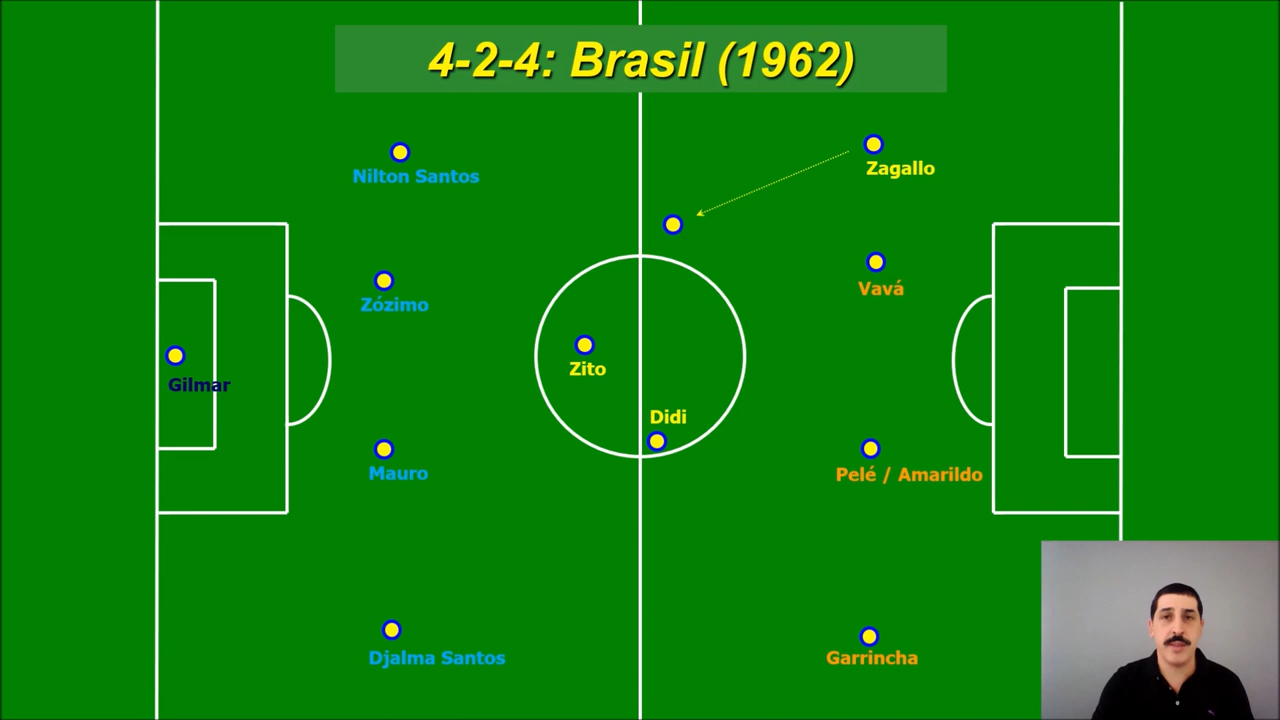 4-2-4: Brasil (1962)
Zagallo
Nilton Santos
Vavá
Zózimo
Zito
Gilmar
Didi
Mauro
Pelé / Amarildo
Djalma Santos
Garrincha